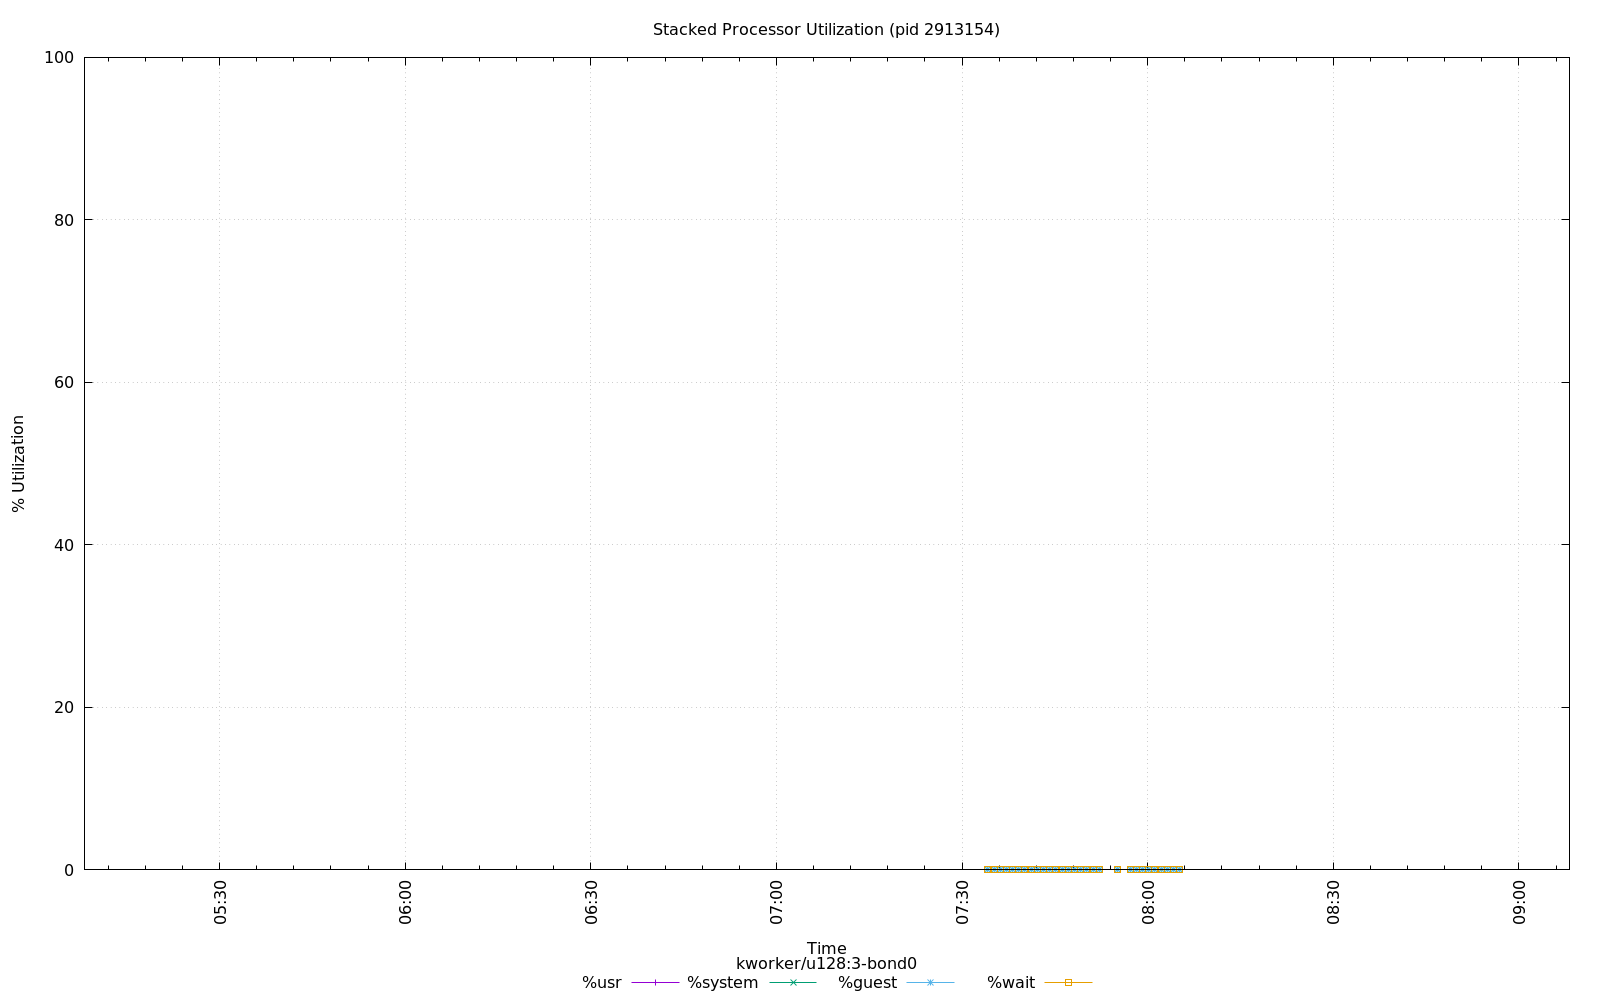 Stacked Processor Utilization (pid 2913154)
100
80
60
40
20
0
% Utilization
05:30 06:00 06:30 07:00 07:30 08:00 08:30 09:00
Time
kworker/u128:3-bond0
%usr %system %guest %wait